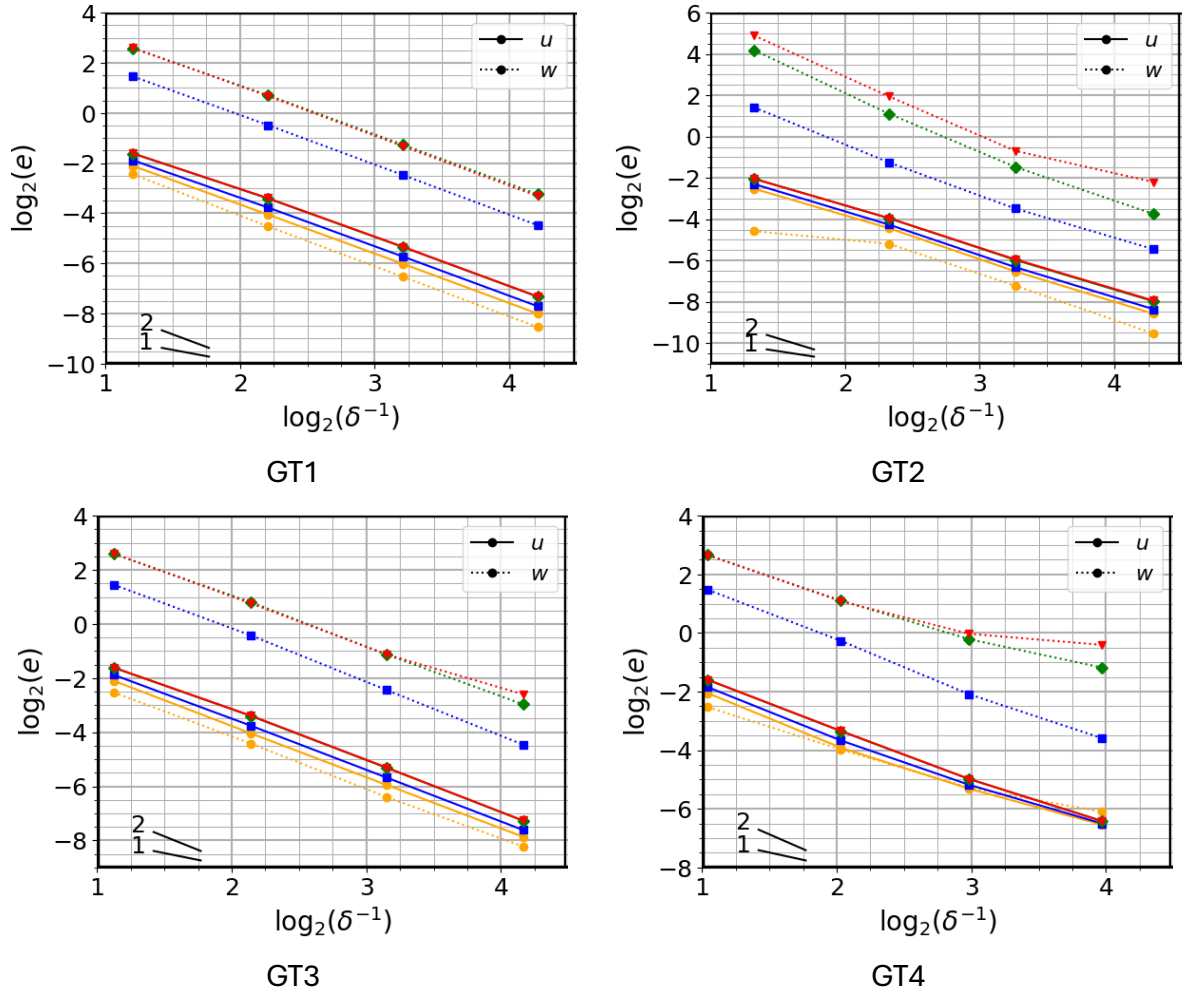 4
2
0
−2
−4
−6
−8
−10
log₂(e)
u
w
2
1
1 2 3 4
log₂(δ⁻¹)
GT1
6
4
2
0
−2
−4
−6
−8
−10
log₂(e)
u
w
2
1
1 2 3 4
log₂(δ⁻¹)
GT2
4
2
0
−2
−4
−6
−8
log₂(e)
u
w
2
1
1 2 3 4
log₂(δ⁻¹)
GT3
4
2
0
−2
−4
−6
−8
log₂(e)
u
w
2
1
1 2 3 4
log₂(δ⁻¹)
GT4